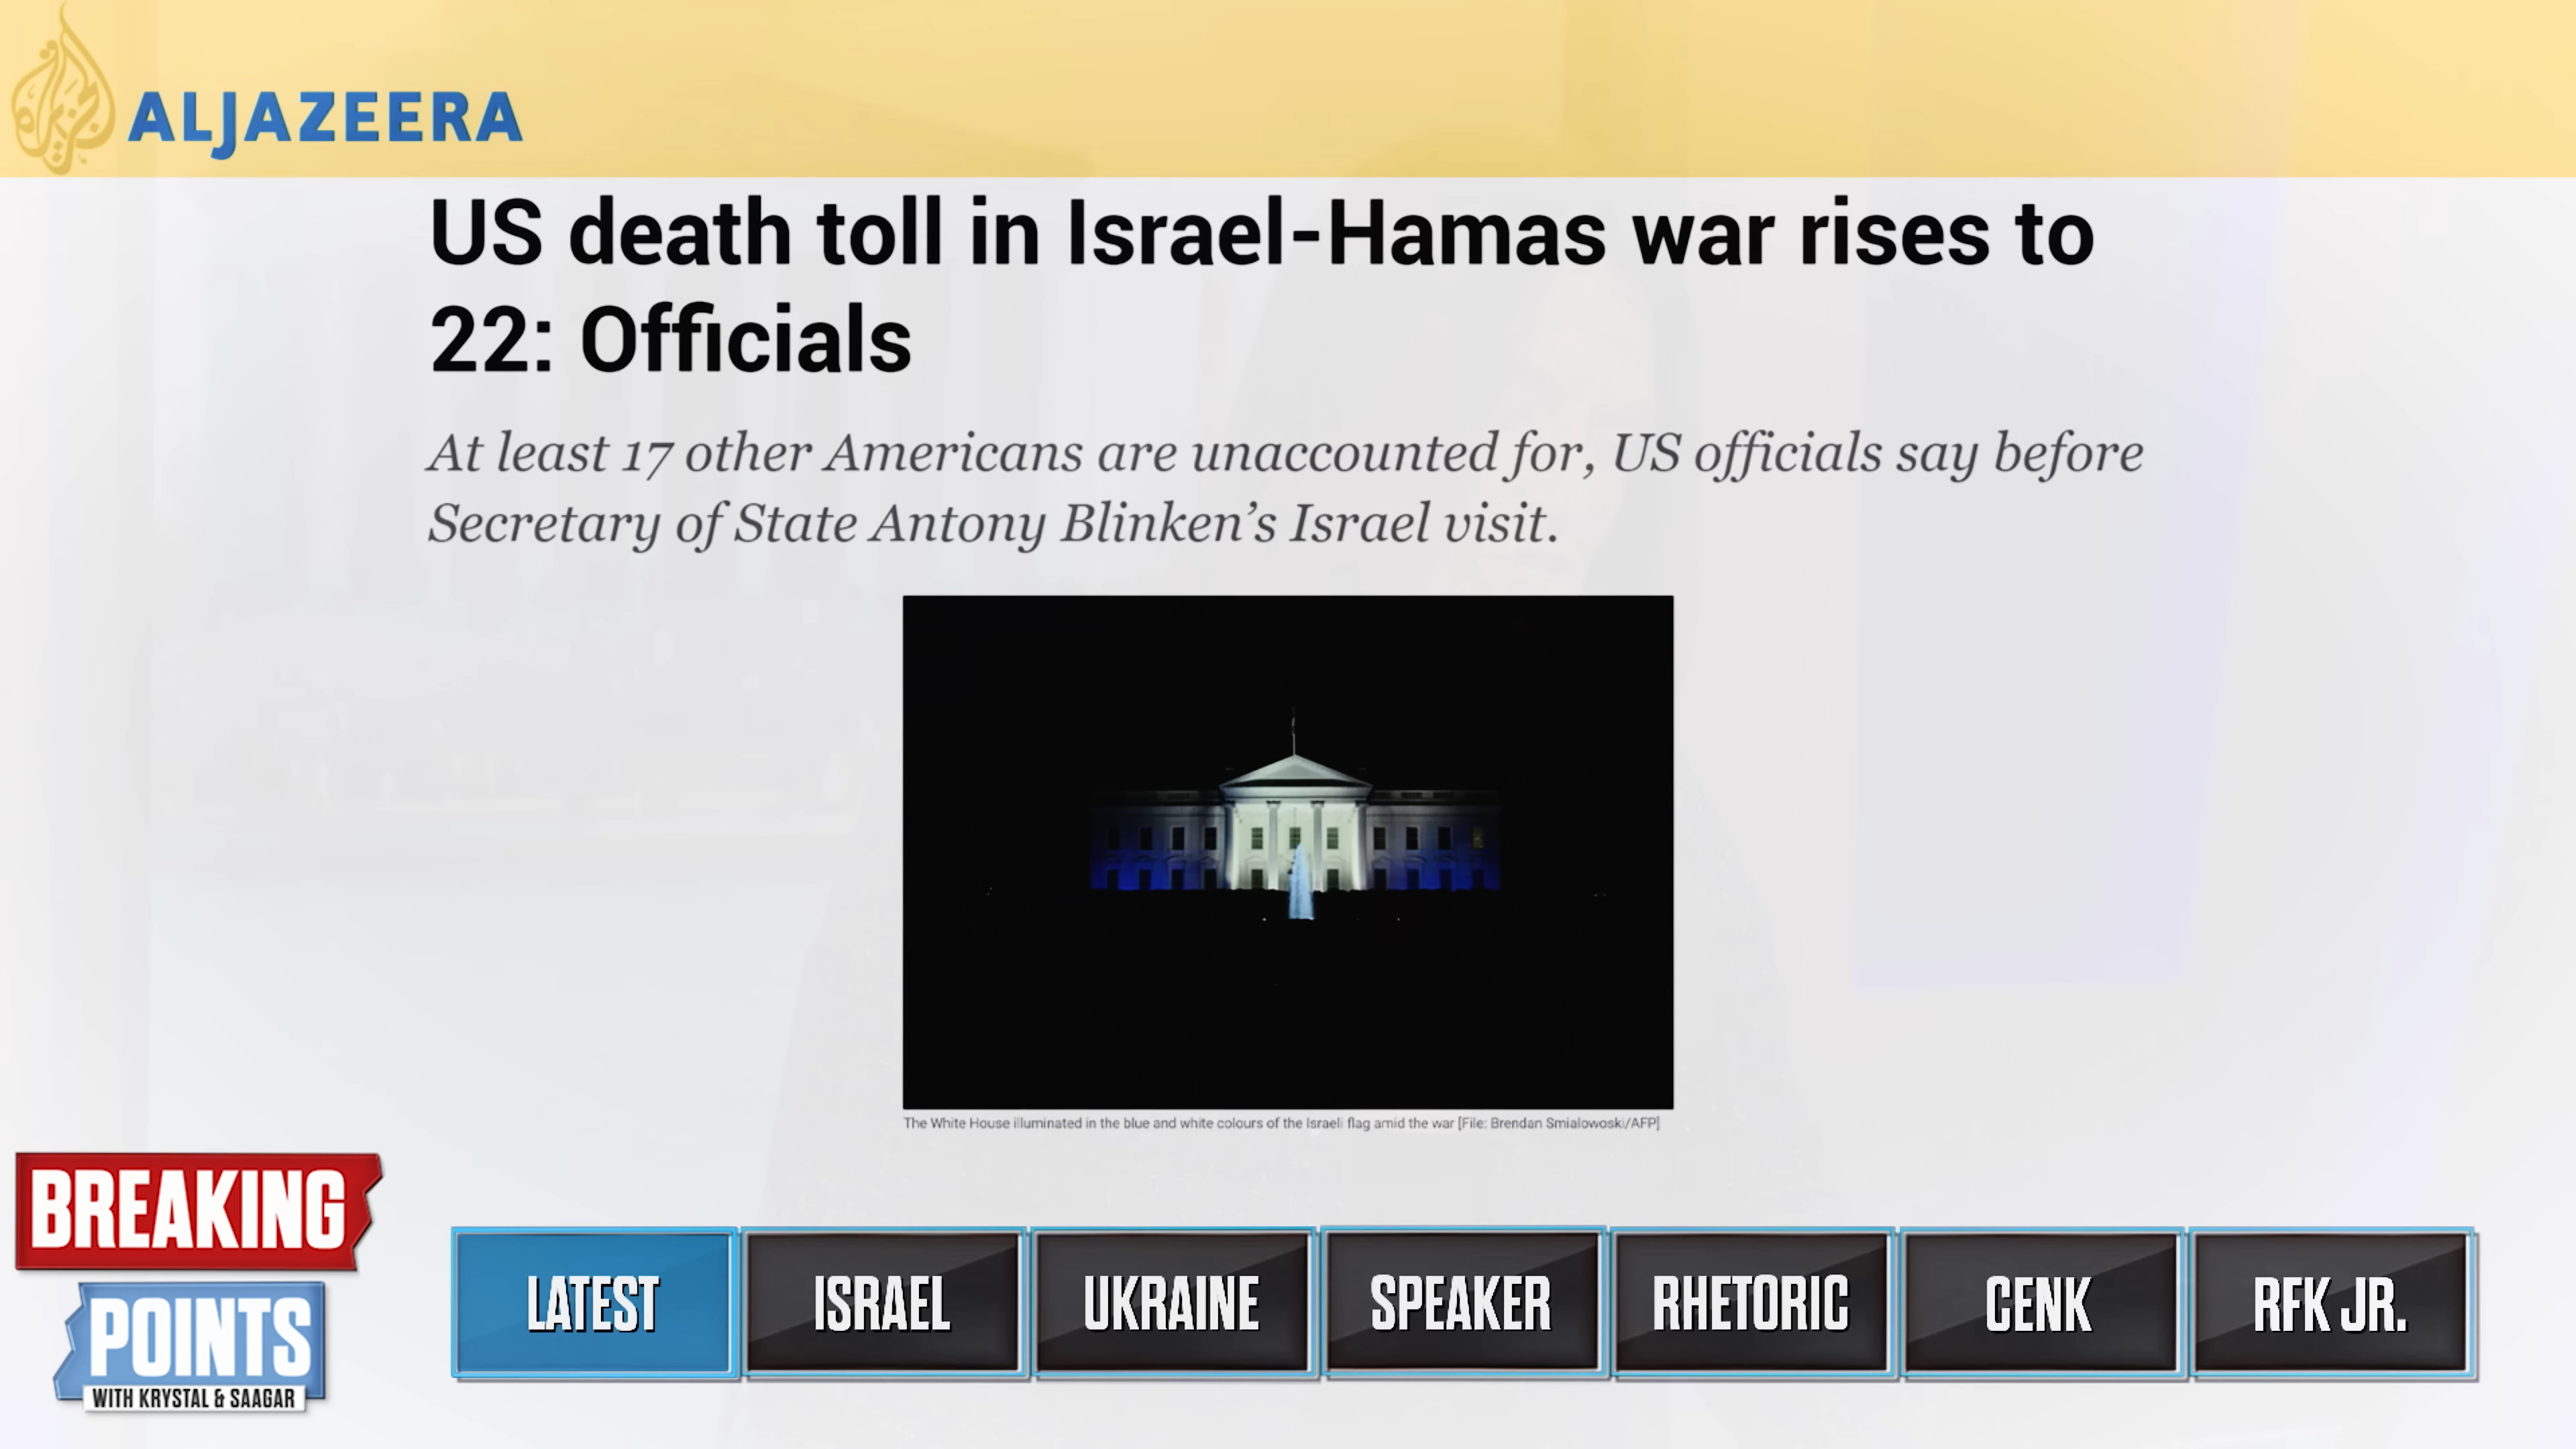 ALJAZEERA
US death toll in Israel-Hamas war rises to
22: Officials
At least 17 other Americans are unaccounted for, US officials say before
Secretary of State Antony Blinken’s Israel visit.
The White House illuminated in the blue and white colours of the Israeli flag amid the war [File: Brendan Smialowoski/AFP]
BREAKING
POINTS
WITH KRYSTAL & SAAGAR
LATEST
ISRAEL
UKRAINE
SPEAKER
RHETORIC
CENK
RFK JR.